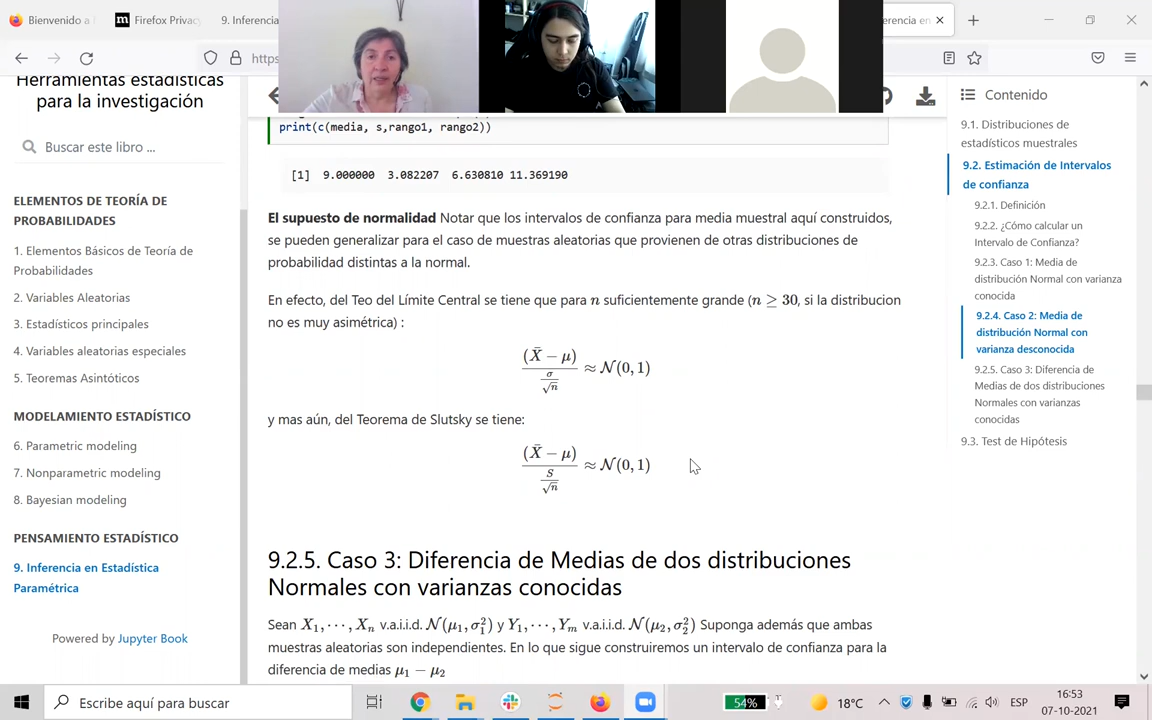 Bienvenido a
Firefox Privac
9. Inferencia
erencia en
https
Herramientas estadísticas
para la investigación
Buscar este libro ...
ELEMENTOS DE TEORÍA DE
PROBABILIDADES
1. Elementos Básicos de Teoría de
Probabilidades
2. Variables Aleatorias
3. Estadísticos principales
4. Variables aleatorias especiales
5. Teoremas Asintóticos
MODELAMIENTO ESTADÍSTICO
6. Parametric modeling
7. Nonparametric modeling
8. Bayesian modeling
PENSAMIENTO ESTADÍSTICO
9. Inferencia en Estadística
Paramétrica
Powered by Jupyter Book
print(c(media, s,rango1, rango2))
[1] 9.000000 3.082207 6.630810 11.369190
El supuesto de normalidad Notar que los intervalos de confianza para media muestral aquí construidos,
se pueden generalizar para el caso de muestras aleatorias que provienen de otras distribuciones de
probabilidad distintas a la normal.
En efecto, del Teo del Límite Central se tiene que para n suficientemente grande (n ≥ 30, si la distribucion
no es muy asimétrica) :
(X̄ − μ) / (σ/√n) ≈ 𝒩(0, 1)
y mas aún, del Teorema de Slutsky se tiene:
(X̄ − μ) / (S/√n) ≈ 𝒩(0, 1)
9.2.5. Caso 3: Diferencia de Medias de dos distribuciones
Normales con varianzas conocidas
Sean X₁, ⋯, Xₙ v.a.i.i.d. 𝒩(μ₁, σ₁²) y Y₁, ⋯, Yₘ v.a.i.i.d. 𝒩(μ₂, σ₂²) Suponga además que ambas
muestras aleatorias son independientes. En lo que sigue construiremos un intervalo de confianza para la
diferencia de medias μ₁ − μ₂
Contenido
9.1. Distribuciones de
estadísticos muestrales
9.2. Estimación de Intervalos
de confianza
9.2.1. Definición
9.2.2. ¿Cómo calcular un
Intervalo de Confianza?
9.2.3. Caso 1: Media de
distribución Normal con varianza
conocida
9.2.4. Caso 2: Media de
distribución Normal con
varianza desconocida
9.2.5. Caso 3: Diferencia de
Medias de dos distribuciones
Normales con varianzas
conocidas
9.3. Test de Hipótesis
Escribe aquí para buscar
54%
18°C
ESP
16:53
07-10-2021